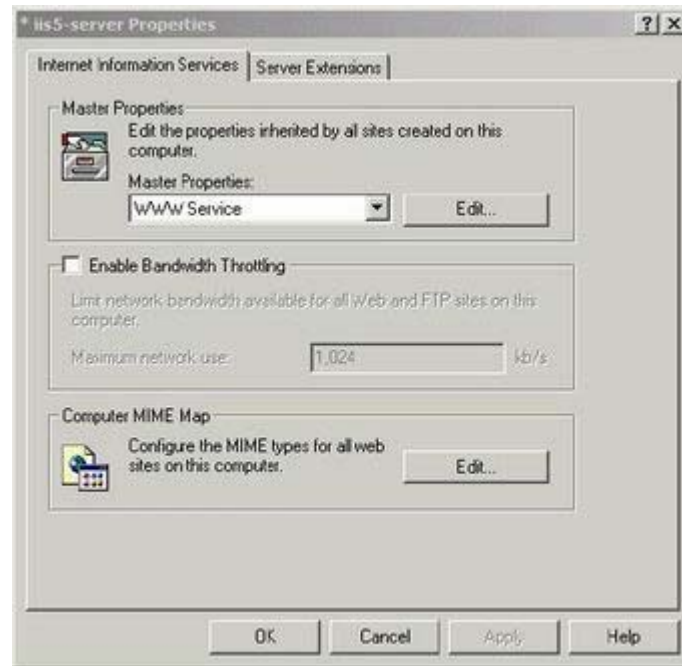 * iis5-server Properties
Internet Information Services
Server Extensions
Master Properties
Edit the properties inherited by all sites created on this
computer.
Master Properties:
WWW Service
Edit...
Enable Bandwidth Throttling
Limit network bandwidth available for all Web and FTP sites on this
computer.
Maximum network use:
1,024
kb/s
Computer MIME Map
Configure the MIME types for all web
sites on this computer.
Edit...
OK
Cancel
Apply
Help